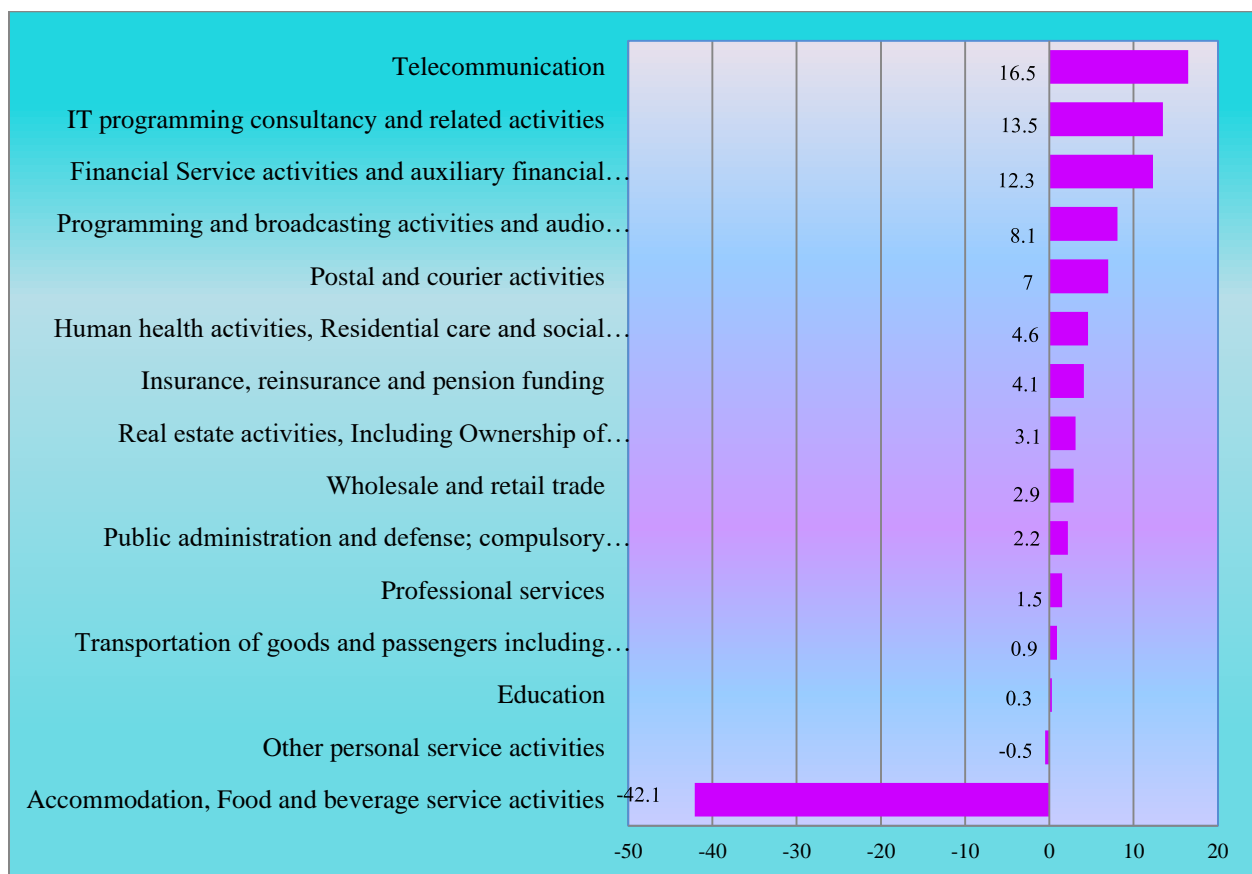 Telecommunication 16.5
IT programming consultancy and related activities 13.5
Financial Service activities and auxiliary financial… 12.3
Programming and broadcasting activities and audio… 8.1
Postal and courier activities 7
Human health activities, Residential care and social… 4.6
Insurance, reinsurance and pension funding 4.1
Real estate activities, Including Ownership of… 3.1
Wholesale and retail trade 2.9
Public administration and defense; compulsory… 2.2
Professional services 1.5
Transportation of goods and passengers including… 0.9
Education 0.3
Other personal service activities -0.5
Accommodation, Food and beverage service activities -42.1
-50 -40 -30 -20 -10 0 10 20